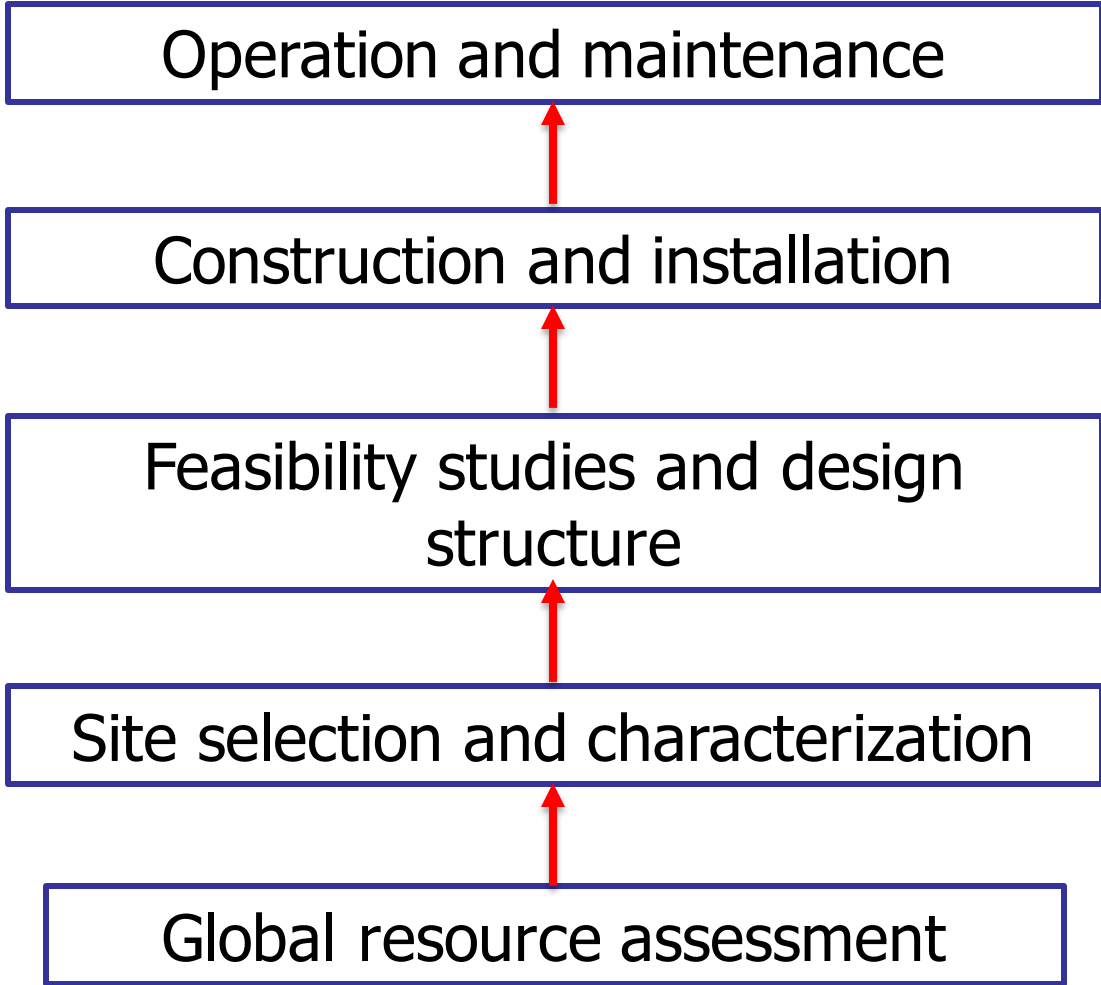 Operation and maintenance
Construction and installation
Feasibility studies and design
structure
Site selection and characterization
Global resource assessment